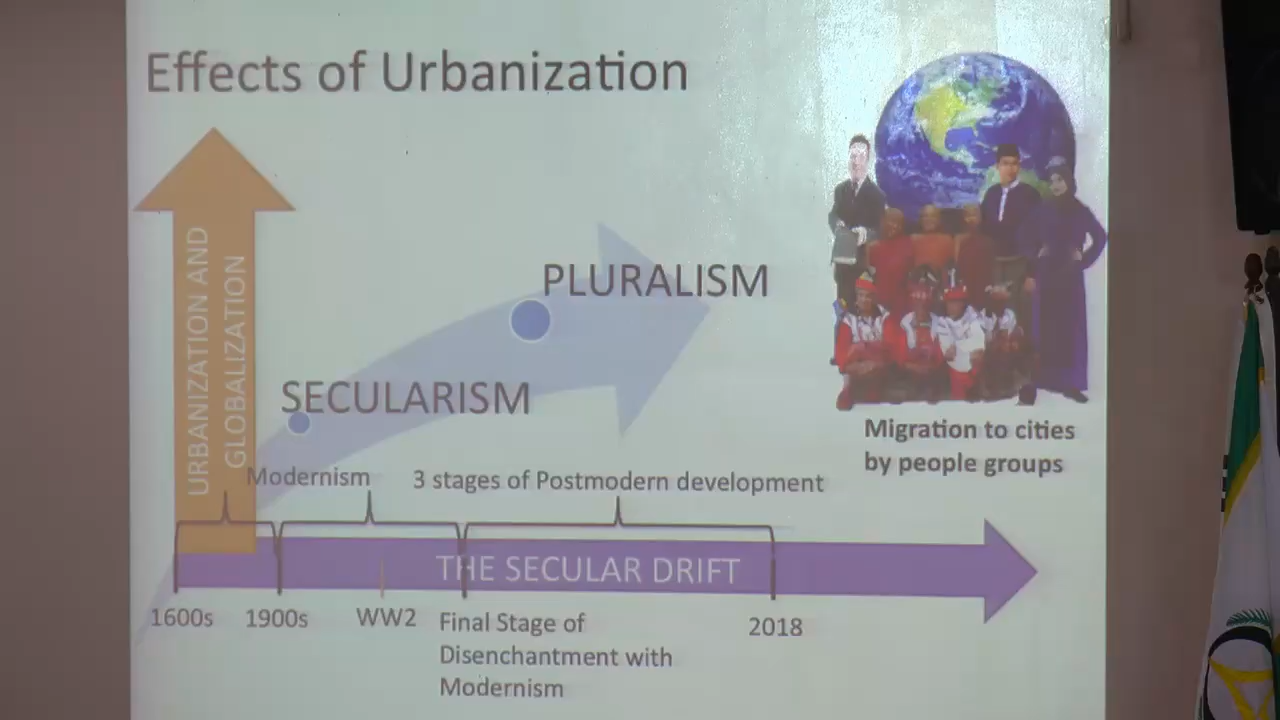 Effects of Urbanization
URBANIZATION AND
GLOBALIZATION
PLURALISM
SECULARISM
Migration to cities
by people groups
Modernism
3 stages of Postmodern development
THE SECULAR DRIFT
1600s
1900s
WW2
Final Stage of
Disenchantment with
Modernism
2018